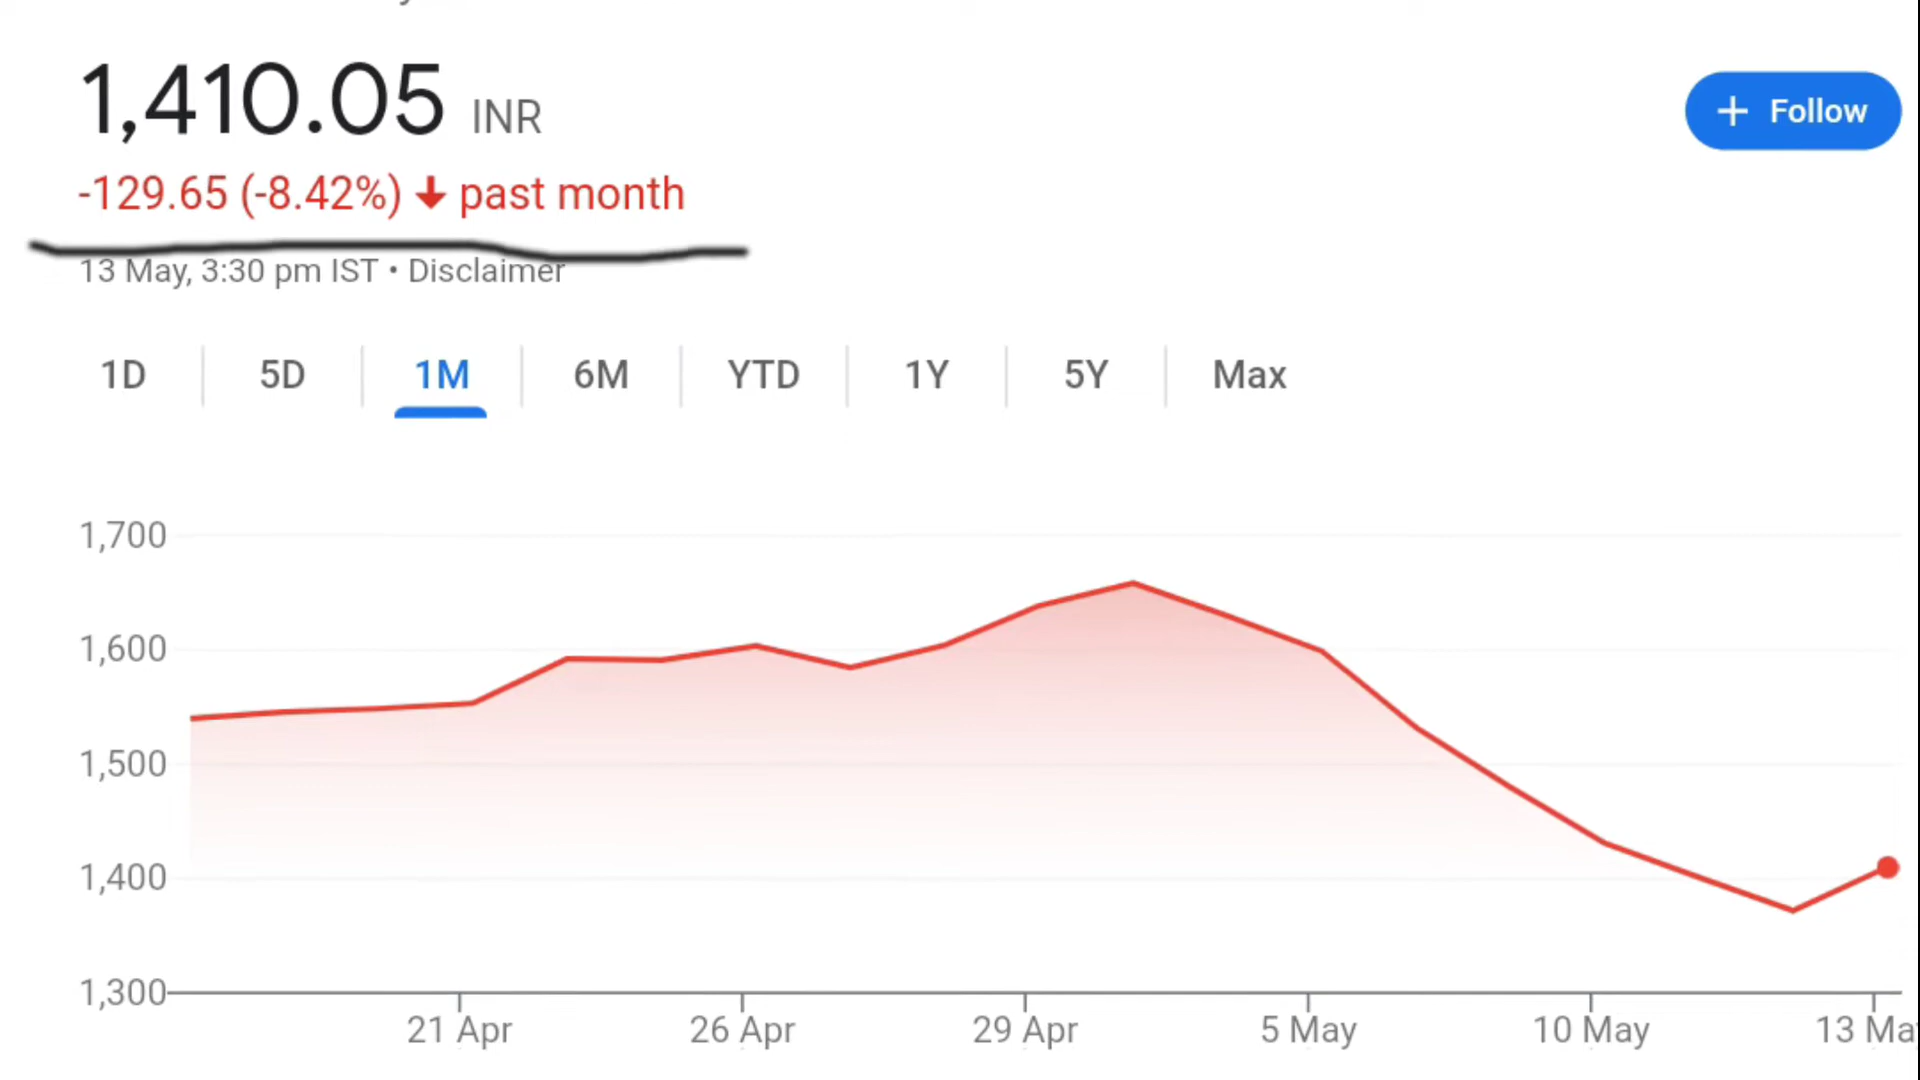 1,410.05 INR
+ Follow
-129.65 (-8.42%) ↓ past month
13 May, 3:30 pm IST • Disclaimer
1D 5D 1M 6M YTD 1Y 5Y Max
1,700
1,600
1,500
1,400
1,300
21 Apr 26 Apr 29 Apr 5 May 10 May 13 Ma